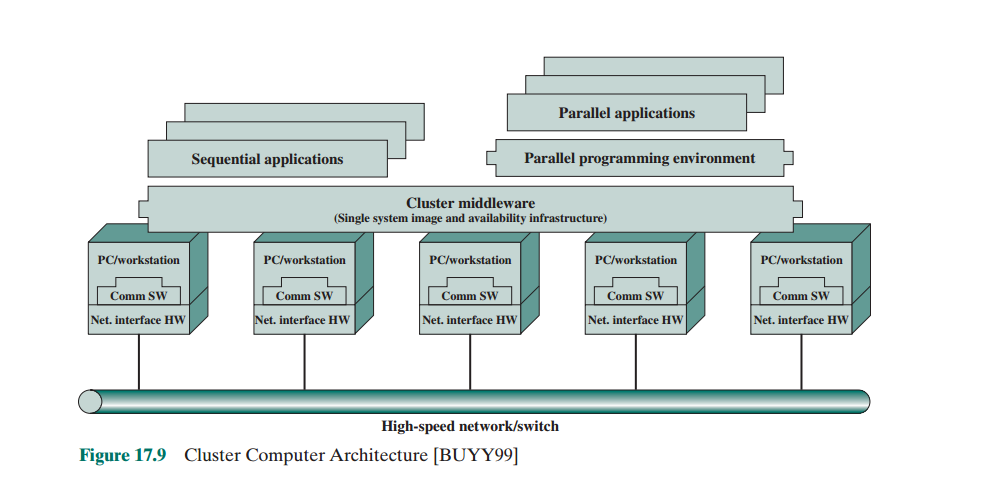 Parallel applications
Sequential applications
Parallel programming environment
Cluster middleware
(Single system image and availability infrastructure)
PC/workstation
Comm SW
Net. interface HW
PC/workstation
Comm SW
Net. interface HW
PC/workstation
Comm SW
Net. interface HW
PC/workstation
Comm SW
Net. interface HW
PC/workstation
Comm SW
Net. interface HW
High-speed network/switch
Figure 17.9 Cluster Computer Architecture [BUYY99]